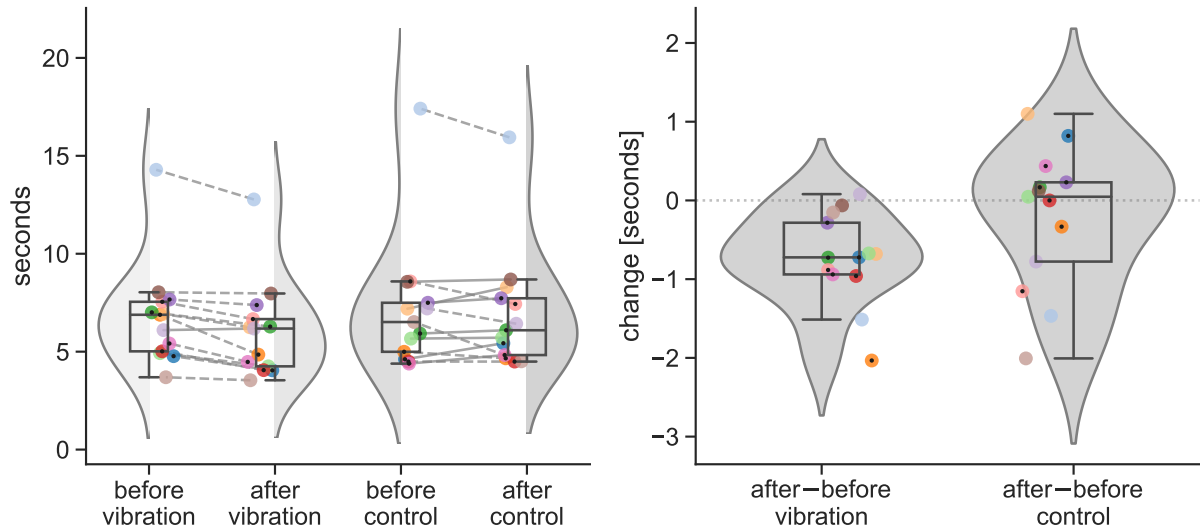 20
15
10
5
0
seconds
before
vibration
after
vibration
before
control
after
control
2
1
0
−1
−2
−3
change [seconds]
after−before
vibration
after−before
control